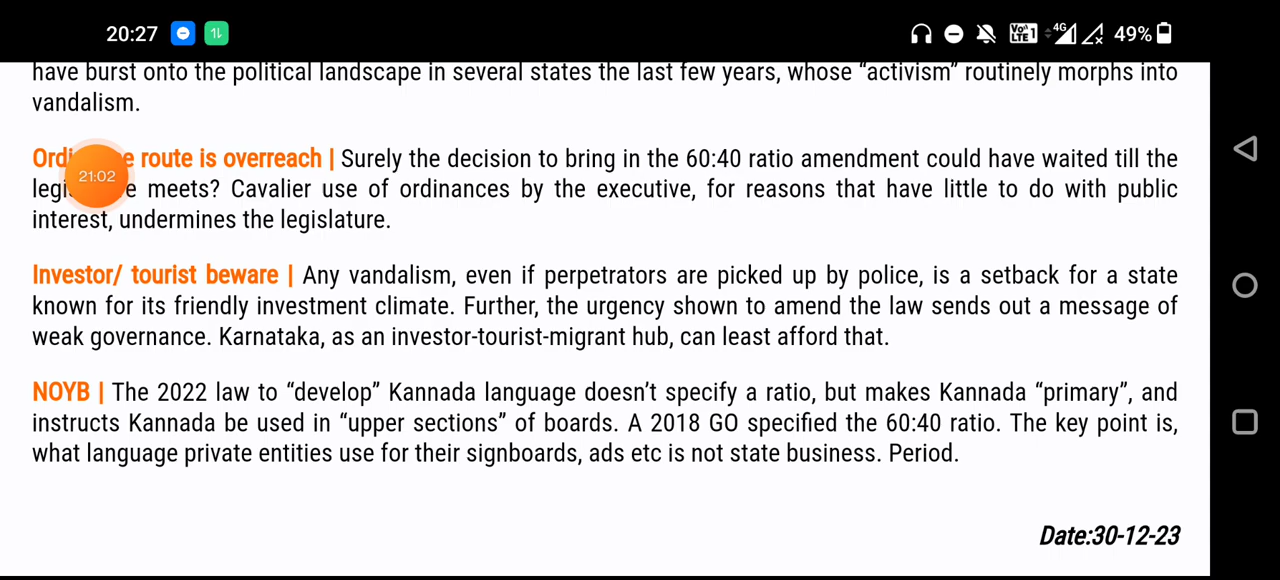 20:27
VoLTE1 4G 49%
have burst onto the political landscape in several states the last few years, whose “activism” routinely morphs into
vandalism.
route is overreach | Surely the decision to bring in the 60:40 ratio amendment could have waited till the
21:02
meets? Cavalier use of ordinances by the executive, for reasons that have little to do with public
interest, undermines the legislature.
Investor/ tourist beware | Any vandalism, even if perpetrators are picked up by police, is a setback for a state
known for its friendly investment climate. Further, the urgency shown to amend the law sends out a message of
weak governance. Karnataka, as an investor-tourist-migrant hub, can least afford that.
NOYB | The 2022 law to “develop” Kannada language doesn’t specify a ratio, but makes Kannada “primary”, and
instructs Kannada be used in “upper sections” of boards. A 2018 GO specified the 60:40 ratio. The key point is,
what language private entities use for their signboards, ads etc is not state business. Period.
Date:30-12-23